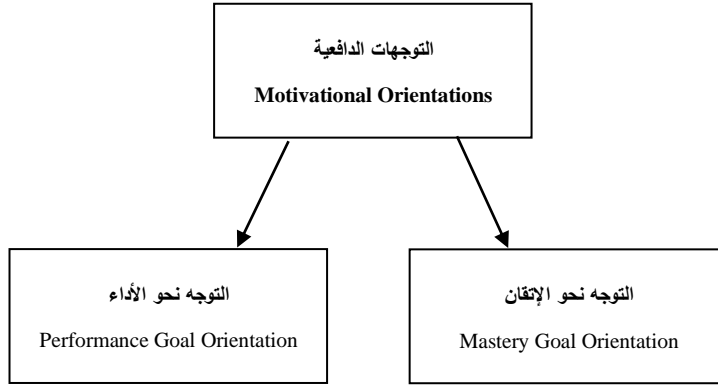 التوجهات الدافعية
Motivational Orientations
التوجه نحو الإتقان
Mastery Goal Orientation
التوجه نحو الأداء
Performance Goal Orientation